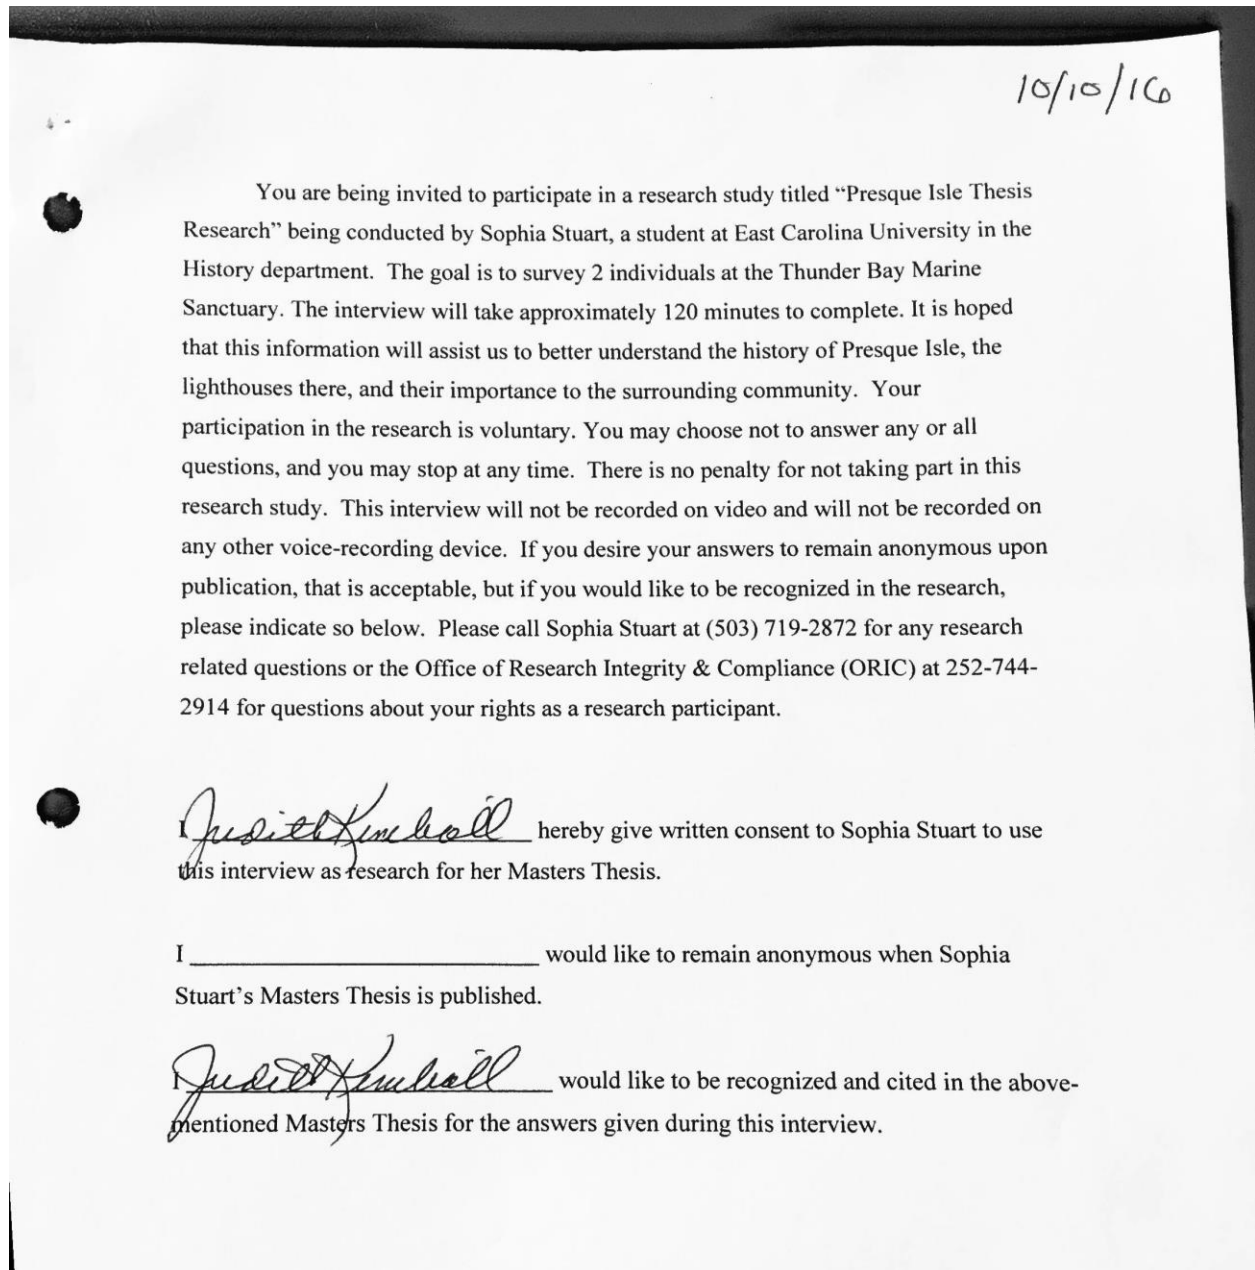 10/10/16
You are being invited to participate in a research study titled “Presque Isle Thesis
Research” being conducted by Sophia Stuart, a student at East Carolina University in the
History department. The goal is to survey 2 individuals at the Thunder Bay Marine
Sanctuary. The interview will take approximately 120 minutes to complete. It is hoped
that this information will assist us to better understand the history of Presque Isle, the
lighthouses there, and their importance to the surrounding community. Your
participation in the research is voluntary. You may choose not to answer any or all
questions, and you may stop at any time. There is no penalty for not taking part in this
research study. This interview will not be recorded on video and will not be recorded on
any other voice-recording device. If you desire your answers to remain anonymous upon
publication, that is acceptable, but if you would like to be recognized in the research,
please indicate so below. Please call Sophia Stuart at (503) 719-2872 for any research
related questions or the Office of Research Integrity & Compliance (ORIC) at 252-744-
2914 for questions about your rights as a research participant.
I Judith Kimball hereby give written consent to Sophia Stuart to use
this interview as research for her Masters Thesis.
I ______________________________ would like to remain anonymous when Sophia
Stuart’s Masters Thesis is published.
I Judith Kimball would like to be recognized and cited in the above-
mentioned Masters Thesis for the answers given during this interview.